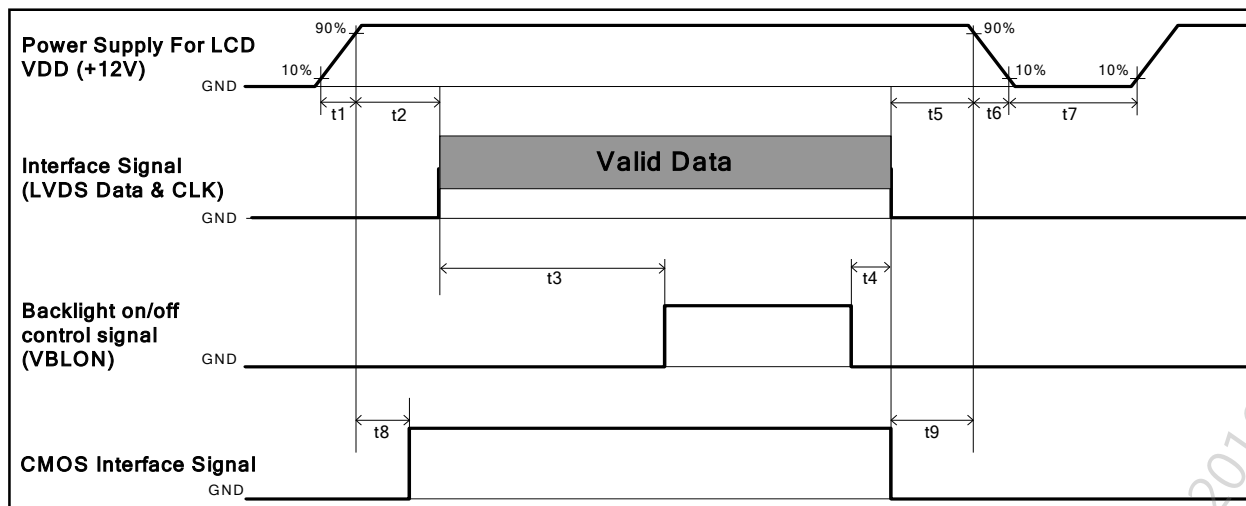 Power Supply For LCD
VDD (+12V)
90%
10%
GND
90%
10%
10%
t1
t2
t5
t6
t7
Interface Signal
(LVDS Data & CLK)
Valid Data
GND
t3
t4
Backlight on/off
control signal
(VBLON)
GND
t8
t9
CMOS Interface Signal
GND